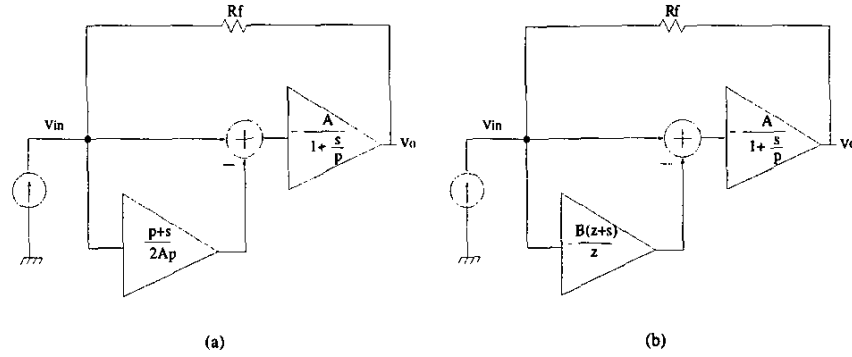 Rf
Vin
A
1+ s/p
Vo
p+s
2Ap
(a)
Rf
Vin
A
1+ s/p
Vo
B(z+s)
z
(b)